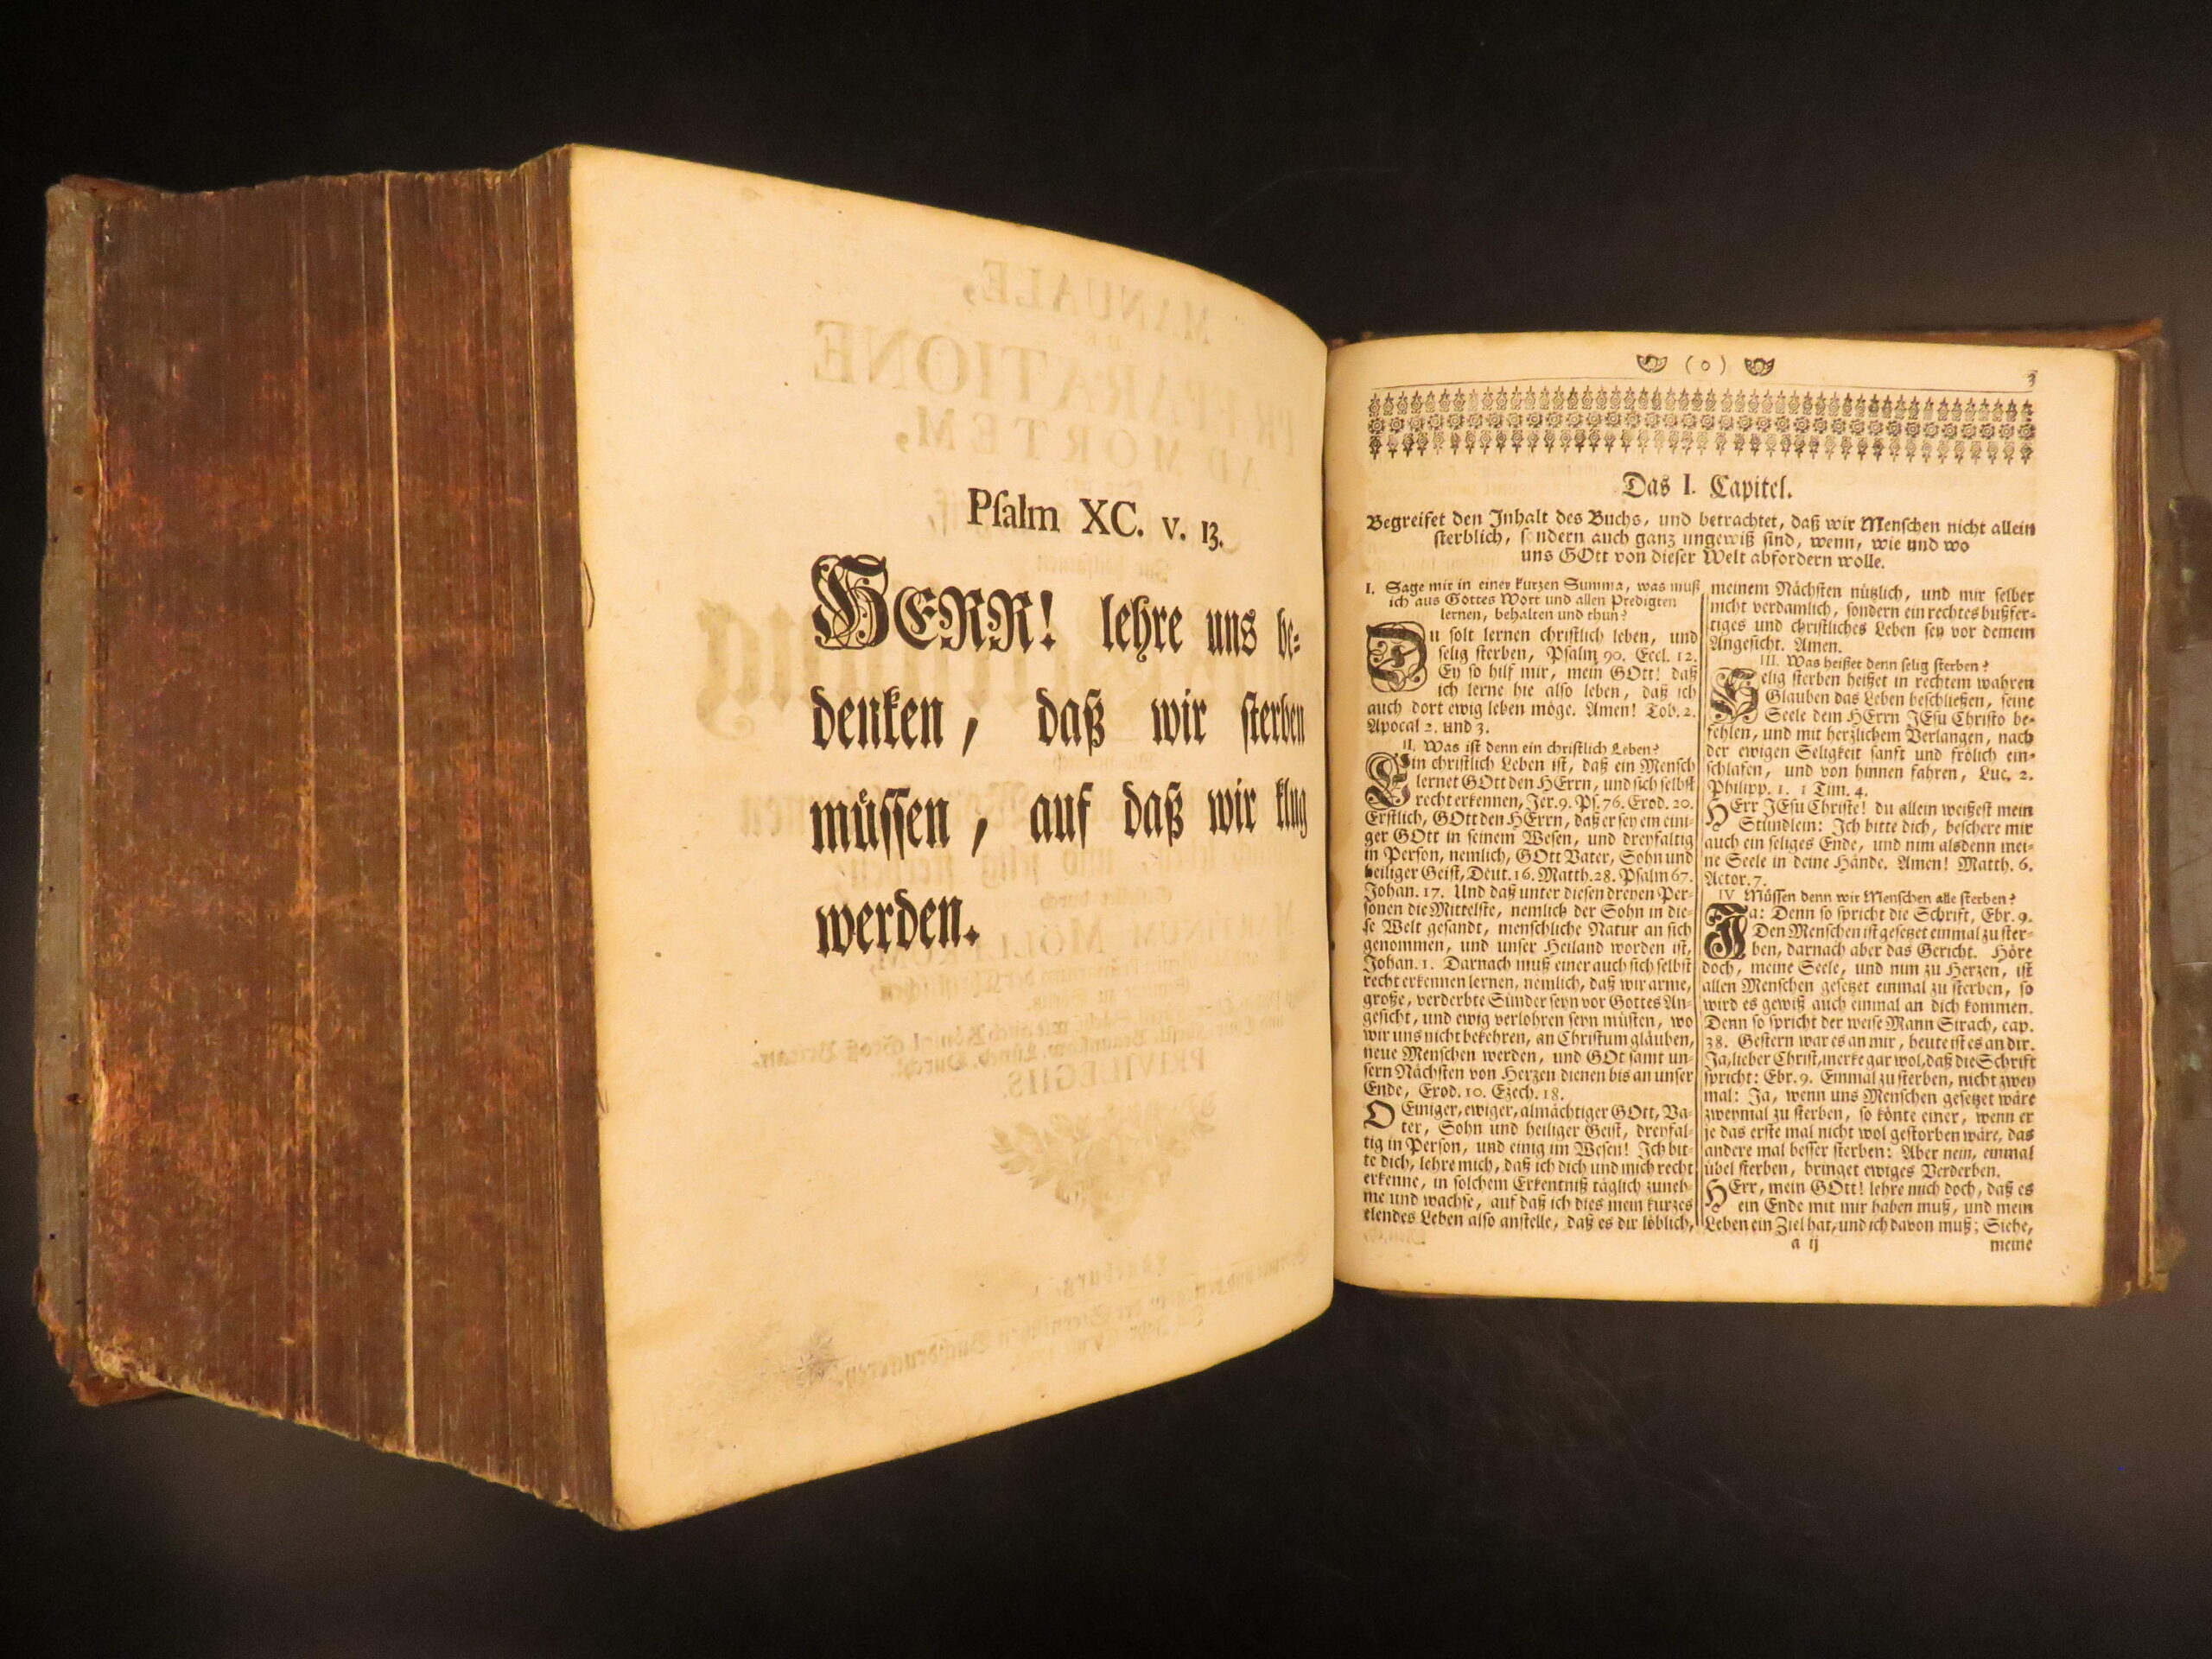 Psalm XC. v. 13.
HERR! lehre uns be-
denken, daß wir sterben
müssen, auf daß wir klug
werden.
MANUALE,
DE
PRÆPARATIONE
AD MORTEM,
MARTINUM MOLLERUM,
PRIVILEGIIS.
( o )
3
Das I. Capitel.
Begreifet den Inhalt des Buchs, und betrachtet, daß wir Menschen nicht allein
sterblich, sondern auch ganz ungewiß sind, wenn, wie und wo
uns GOtt von dieser Welt abfordern wolle.
I. Sage mir in einer kurzen Summa, was muß
ich aus Gottes Wort und allen Predigten
lernen, behalten und thun?
Du solt lernen christlich leben, und
selig sterben, Psalm 90. Eccl. 12.
Ey so hilf mir, mein GOtt! daß
ich lerne hie also leben, daß ich
auch dort ewig leben möge. Amen! Tob. 2.
Apocal 2. und 3.
II. Was ist denn ein christlich Leben?
Ein christlich Leben ist, daß ein Mensch
lernet GOtt den HErrn, und sich selbst
recht erkennen, Jer. 9. Ps. 76. Exod. 20.
Erstlich, GOtt den HErrn, daß er sey ein eini-
ger GOtt in seinem Wesen, und dreyfaltig
in Person, nemlich, GOtt Vater, Sohn und
heiliger Geist, Deut. 16. Matth. 28. Psalm 67.
Johan. 17. Und daß unter diesen dreyen Per-
sonen die Mittelste, nemlich der Sohn in die-
se Welt gesandt, menschliche Natur an sich
genommen, und unser Heiland worden ist,
Johan. 1. Darnach muß einer auch sich selbst
recht erkennen lernen, nemlich, daß wir arme,
große, verderbte Sünder seyn vor Gottes An-
gesicht, und ewig verlohren seyn müsten, wo
wir uns nicht bekehren, an Christum gläuben,
neue Menschen werden, und GOt samt un-
sern Nächsten von Herzen dienen bis an unser
Ende, Exod. 10. Ezech. 18.
O Einiger, ewiger, almächtiger GOtt, Va-
ter, Sohn und heiliger Geist, dreyfal-
tig in Person, und einig im Wesen! Ich bit-
te dich, lehre mich, daß ich dich und mich recht
erkenne, in solchem Erkentniß täglich zuneh-
me und wachse, auf daß ich dies mein kurzes
elendes Leben also anstelle, daß es dir löblich,
meinem Nächsten nützlich, und mir selber
nicht verdamlich, sondern ein rechtes bußfer-
tiges und christliches Leben sey vor deinem
Angesicht. Amen.
III. Was heißet denn selig sterben?
Selig sterben heißet in rechtem wahren
Glauben das Leben beschließen, seine
Seele dem HErrn JEsu Christo be-
fehlen, und mit herzlichem Verlangen, nach
der ewigen Seligkeit sanft und frölich ein-
schlafen, und von hinnen fahren, Luc. 2.
Philipp. 1. 1 Tim. 4.
HErr JEsu Christe! du allein weißest mein
Stündlein: Ich bitte dich, beschere mir
auch ein seliges Ende, und nim alsdenn mei-
ne Seele in deine Hände. Amen! Matth. 6.
Actor. 7.
IV Müssen denn wir Menschen alle sterben?
Ja: Denn so spricht die Schrift, Ebr. 9.
Den Menschen ist gesetzet einmal zu ster-
ben, darnach aber das Gericht. Höre
doch, meine Seele, und nim zu Herzen, ist
allen Menschen gesetzet einmal zu sterben, so
wird es gewiß auch einmal an dich kommen.
Denn so spricht der weise Mann Sirach, cap.
38. Gestern war es an mir, heute ist es an dir.
Ja, lieber Christ, merke gar wol, daß die Schrift
spricht: Ebr. 9. Einmal zu sterben, nicht zwey
mal: Ja, wenn uns Menschen gesetzet wäre
zweymal zu sterben, so könte einer, wenn er
je das erste mal nicht wol gestorben wäre, das
andere mal besser sterben: Aber nein, einmal
übel sterben, bringet ewiges Verderben.
HErr, mein GOtt! lehre mich doch, daß es
ein Ende mit mir haben muß, und mein
Leben ein Ziel hat, und ich davon muß; Siehe,
a ij
meine